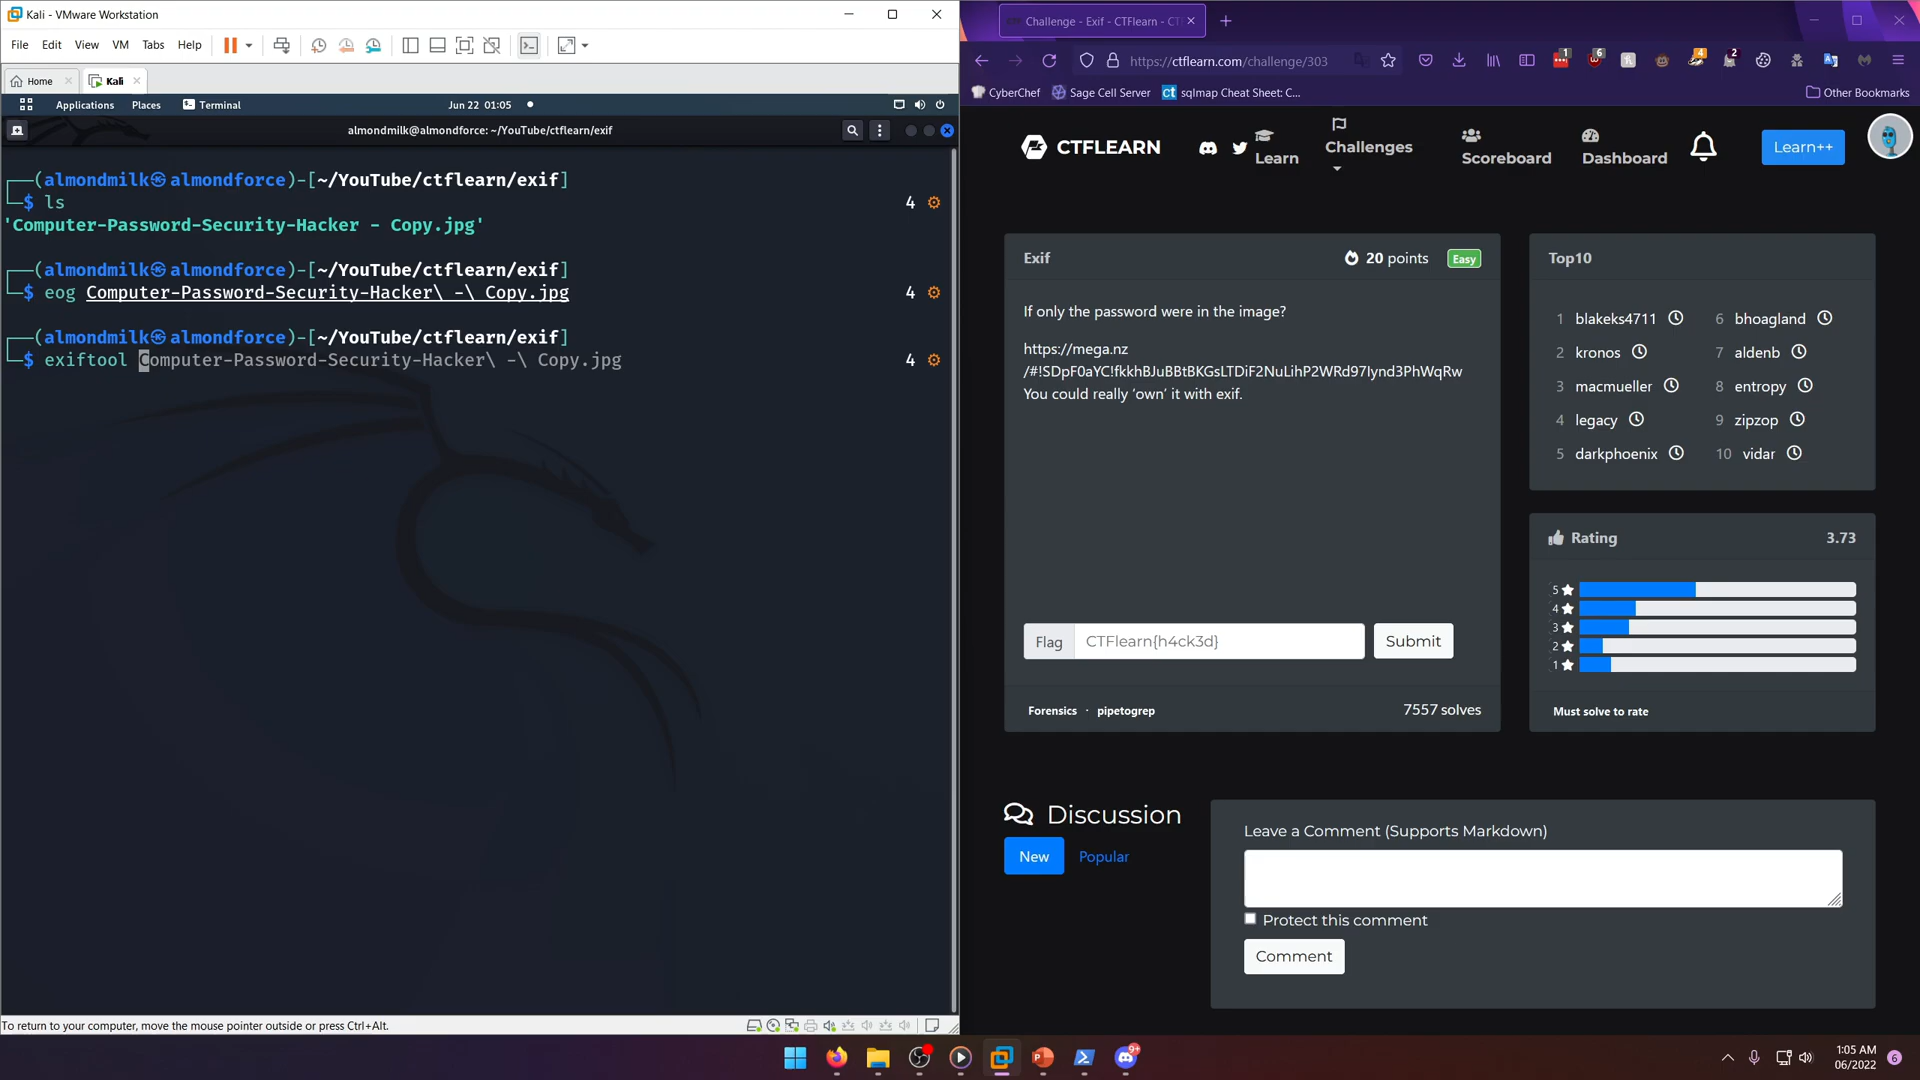 Kali - VMware Workstation
File Edit View VM Tabs Help
Home Kali
Applications Places Terminal Jun 22 01:05
almondmilk@almondforce: ~/YouTube/ctflearn/exif
(almondmilk㉿almondforce)-[~/YouTube/ctflearn/exif]
$ ls 4
'Computer-Password-Security-Hacker - Copy.jpg'
(almondmilk㉿almondforce)-[~/YouTube/ctflearn/exif]
$ eog Computer-Password-Security-Hacker\ -\ Copy.jpg 4
(almondmilk㉿almondforce)-[~/YouTube/ctflearn/exif]
$ exiftool Computer-Password-Security-Hacker\ -\ Copy.jpg 4
To return to your computer, move the mouse pointer outside or press Ctrl+Alt.
Challenge - Exif - CTFlearn - CT
https://ctflearn.com/challenge/303
1 6 4 2
CyberChef Sage Cell Server ct sqlmap Cheat Sheet: C... Other Bookmarks
CTFLEARN Learn Challenges Scoreboard Dashboard Learn++
Exif 20 points Easy
If only the password were in the image?
https://mega.nz
/#!SDpF0aYC!fkkhBJuBBtBKGsLTDiF2NuLihP2WRd97Iynd3PhWqRw
You could really ‘own’ it with exif.
Flag CTFlearn{h4ck3d} Submit
Forensics · pipetogrep 7557 solves
Top10
1 blakeks4711 6 bhoagland
2 kronos 7 aldenb
3 macmueller 8 entropy
4 legacy 9 zipzop
5 darkphoenix 10 vidar
Rating 3.73
5
4
3
2
1
Must solve to rate
Discussion
New Popular
Leave a Comment (Supports Markdown)
Protect this comment
Comment
9+
1:05 AM
06/2022
6